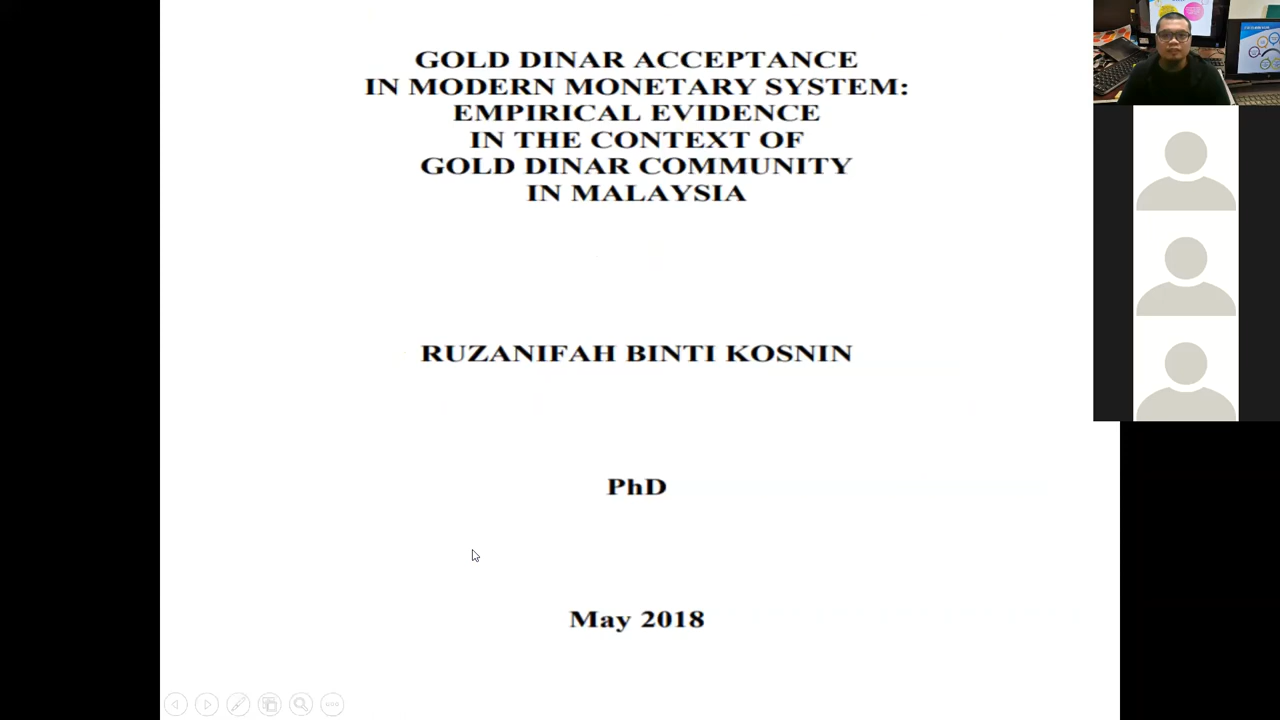 GOLD DINAR ACCEPTANCE
IN MODERN MONETARY SYSTEM:
EMPIRICAL EVIDENCE
IN THE CONTEXT OF
GOLD DINAR COMMUNITY
IN MALAYSIA
RUZANIFAH BINTI KOSNIN
PhD
May 2018